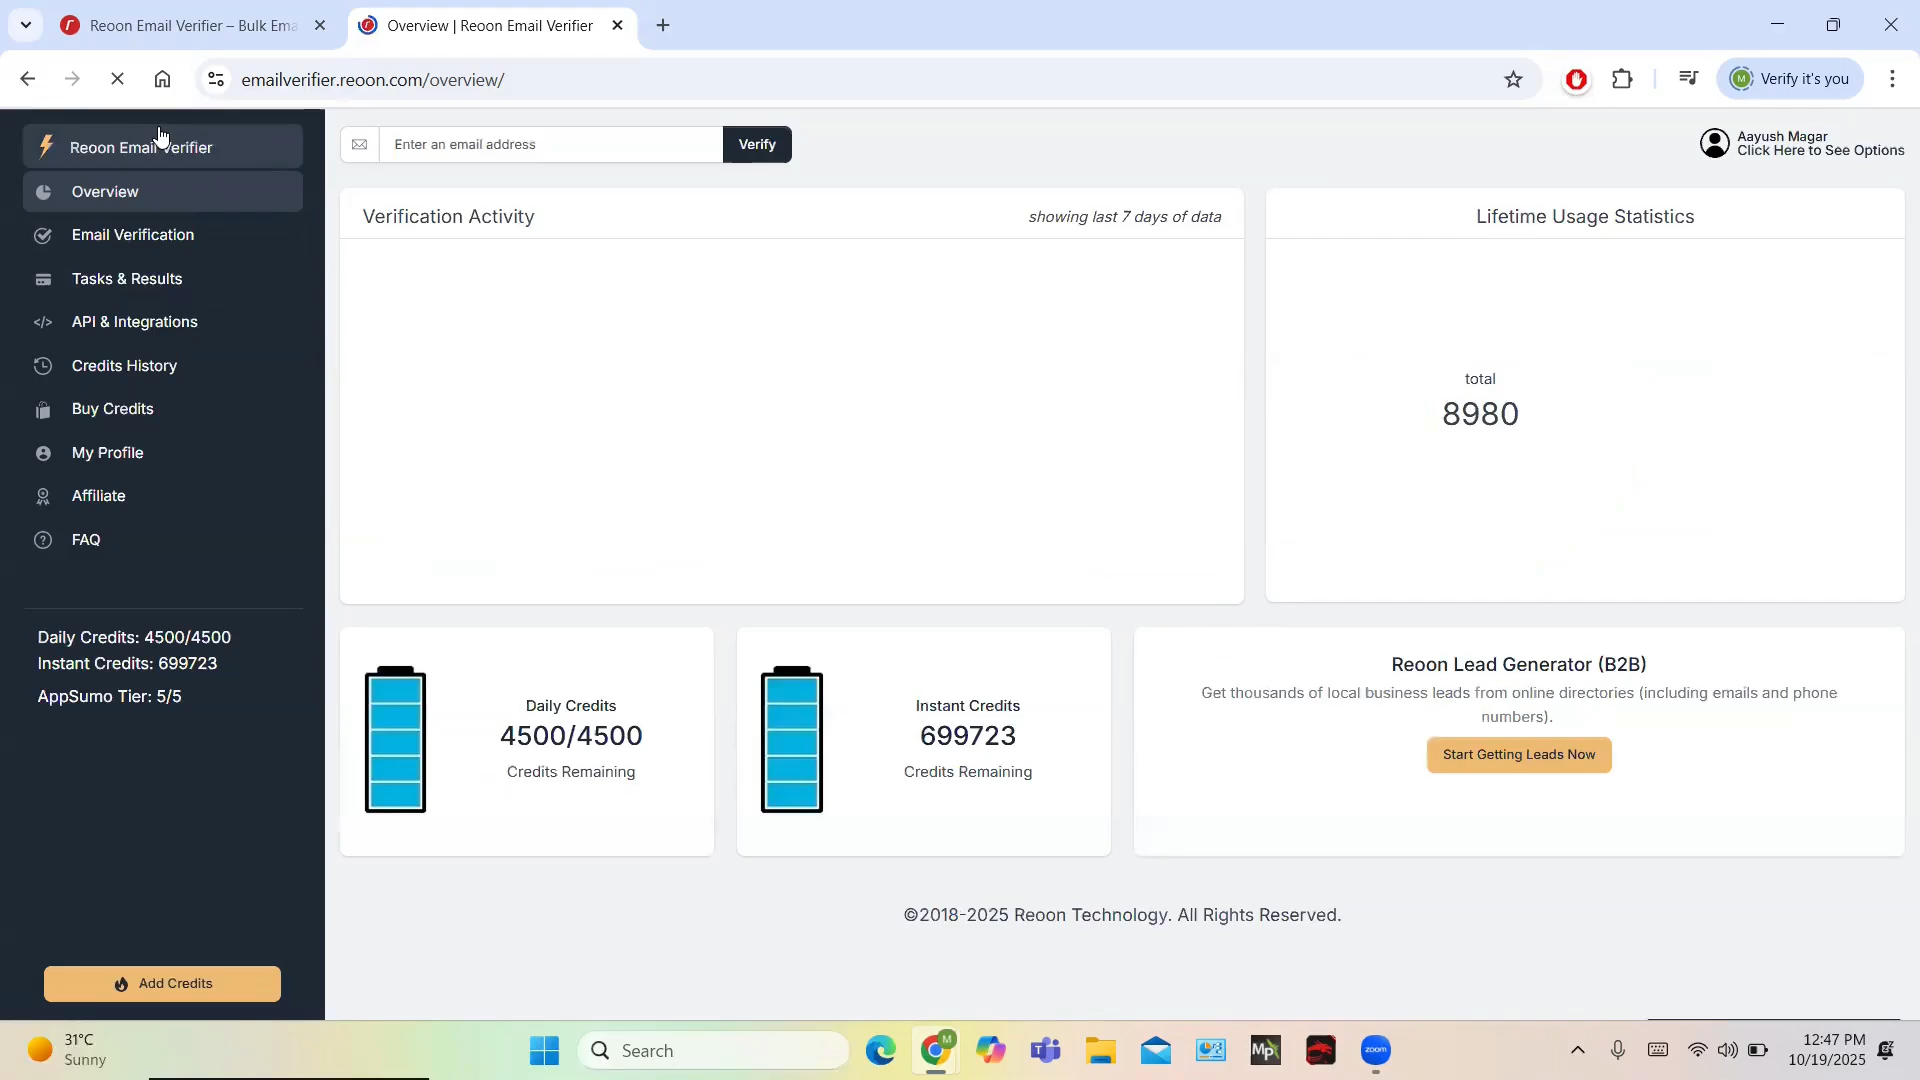 Reoon Email Verifier – Bulk Ema
Overview | Reoon Email Verifier
emailverifier.reoon.com/overview/
M
Verify it's you
Reoon Email Verifier
Overview
Email Verification
Tasks & Results
API & Integrations
Credits History
Buy Credits
My Profile
Affiliate
FAQ
Daily Credits: 4500/4500
Instant Credits: 699723
AppSumo Tier: 5/5
Add Credits
Enter an email address
Verify
Aayush Magar
Click Here to See Options
Verification Activity
showing last 7 days of data
Lifetime Usage Statistics
total
8980
Daily Credits
4500/4500
Credits Remaining
Instant Credits
699723
Credits Remaining
Reoon Lead Generator (B2B)
Get thousands of local business leads from online directories (including emails and phone
numbers).
Start Getting Leads Now
©2018-2025 Reoon Technology. All Rights Reserved.
31°C
Sunny
Search
M
Mp
zoom
12:47 PM
10/19/2025